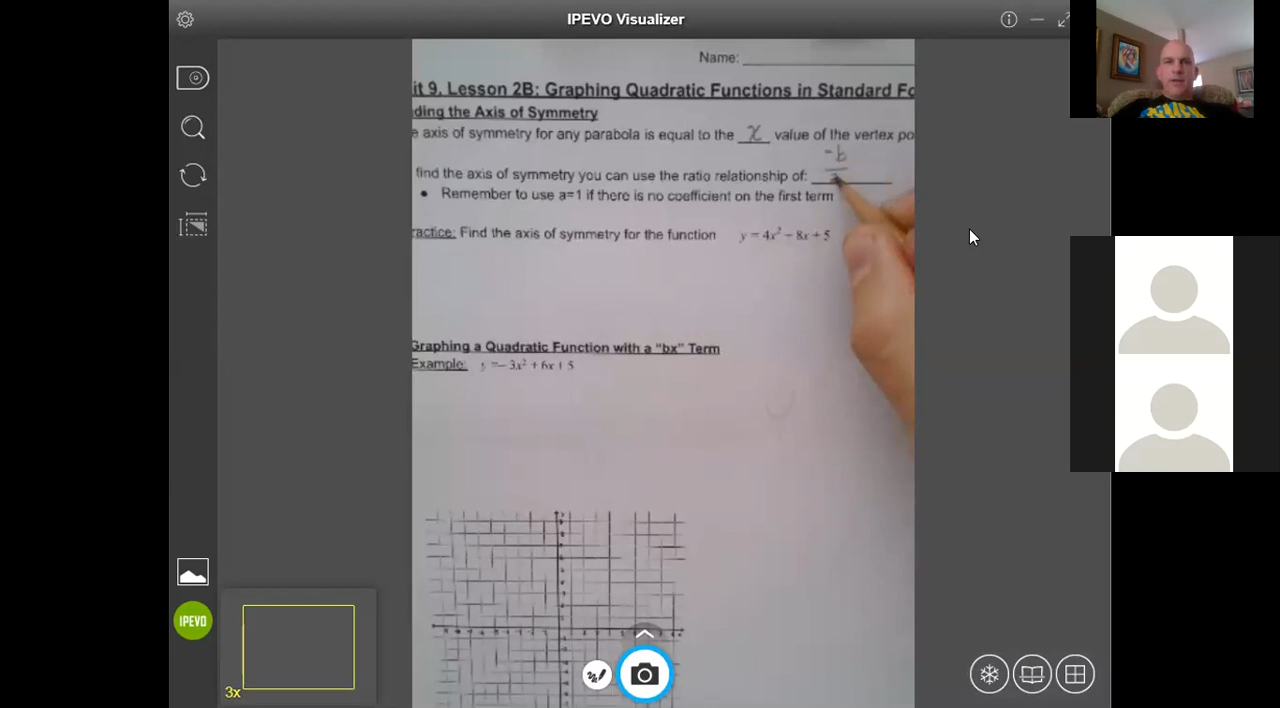 IPEVO Visualizer
Name:
it 9. Lesson 2B: Graphing Quadratic Functions in Standard Fo
ding the Axis of Symmetry
e axis of symmetry for any parabola is equal to the x value of the vertex po
-b
find the axis of symmetry you can use the ratio relationship of:
• Remember to use a=1 if there is no coefficient on the first term
ractice: Find the axis of symmetry for the function y = 4x² − 8x + 5
Graphing a Quadratic Function with a "bx" Term
Example: y = − 3x² + 6x + 5
IPEVO
3x